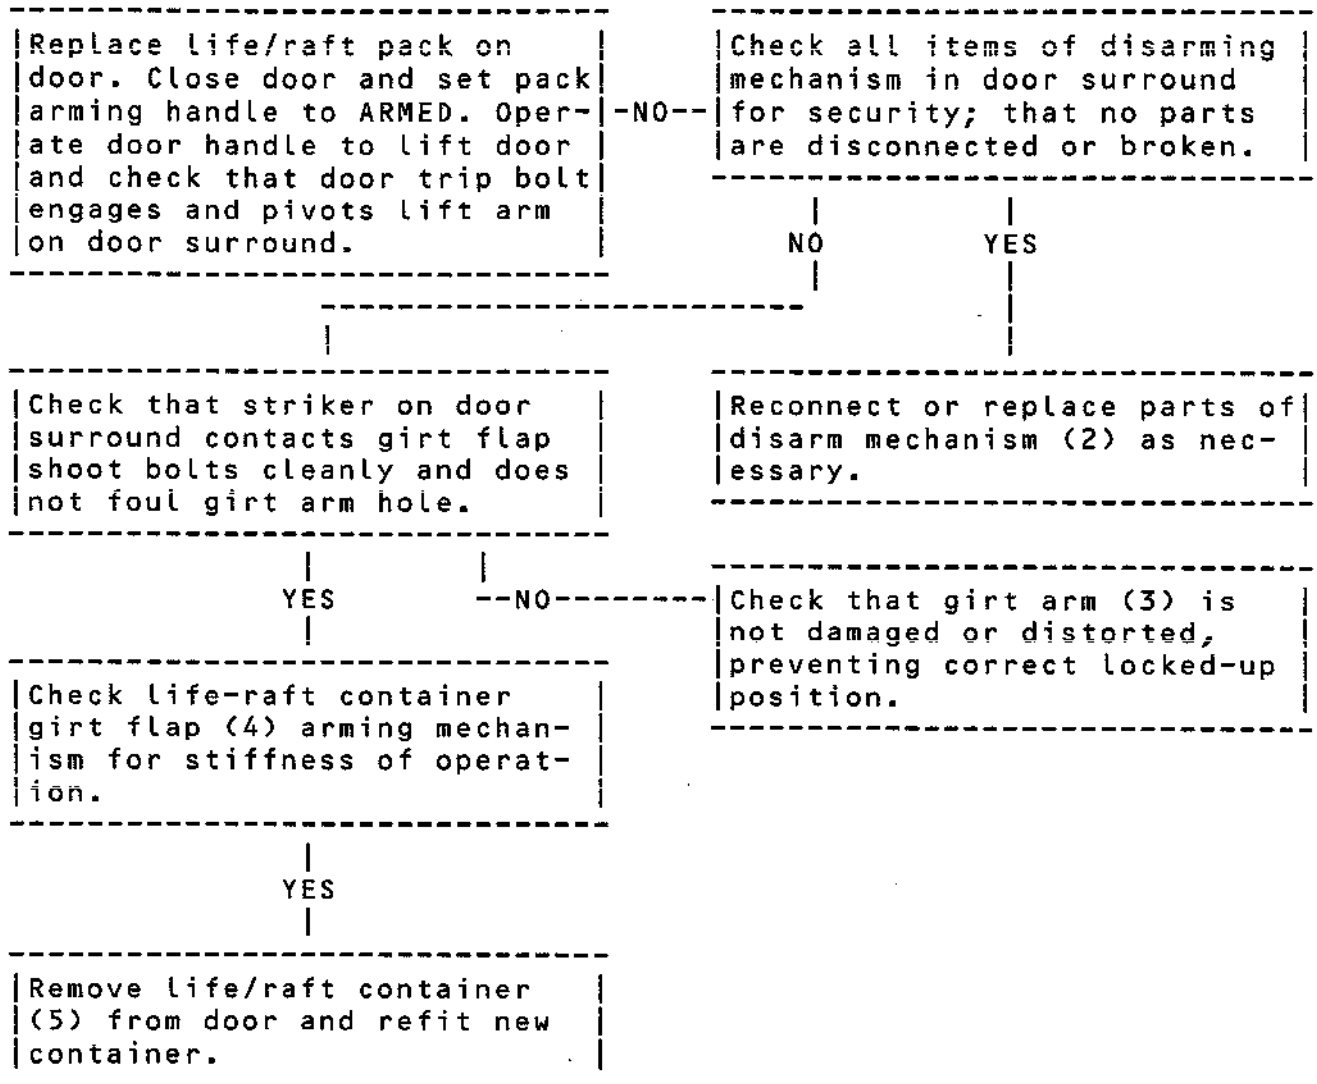 Replace life/raft pack on
door. Close door and set pack
arming handle to ARMED. Oper-
ate door handle to lift door
and check that door trip bolt
engages and pivots lift arm
on door surround.
NO
Check all items of disarming
mechanism in door surround
for security; that no parts
are disconnected or broken.
NO
YES
Check that striker on door
surround contacts girt flap
shoot bolts cleanly and does
not foul girt arm hole.
Reconnect or replace parts of
disarm mechanism (2) as nec-
essary.
YES
NO
Check that girt arm (3) is
not damaged or distorted,
preventing correct locked-up
position.
Check life-raft container
girt flap (4) arming mechan-
ism for stiffness of operat-
ion.
YES
Remove life/raft container
(5) from door and refit new
container.